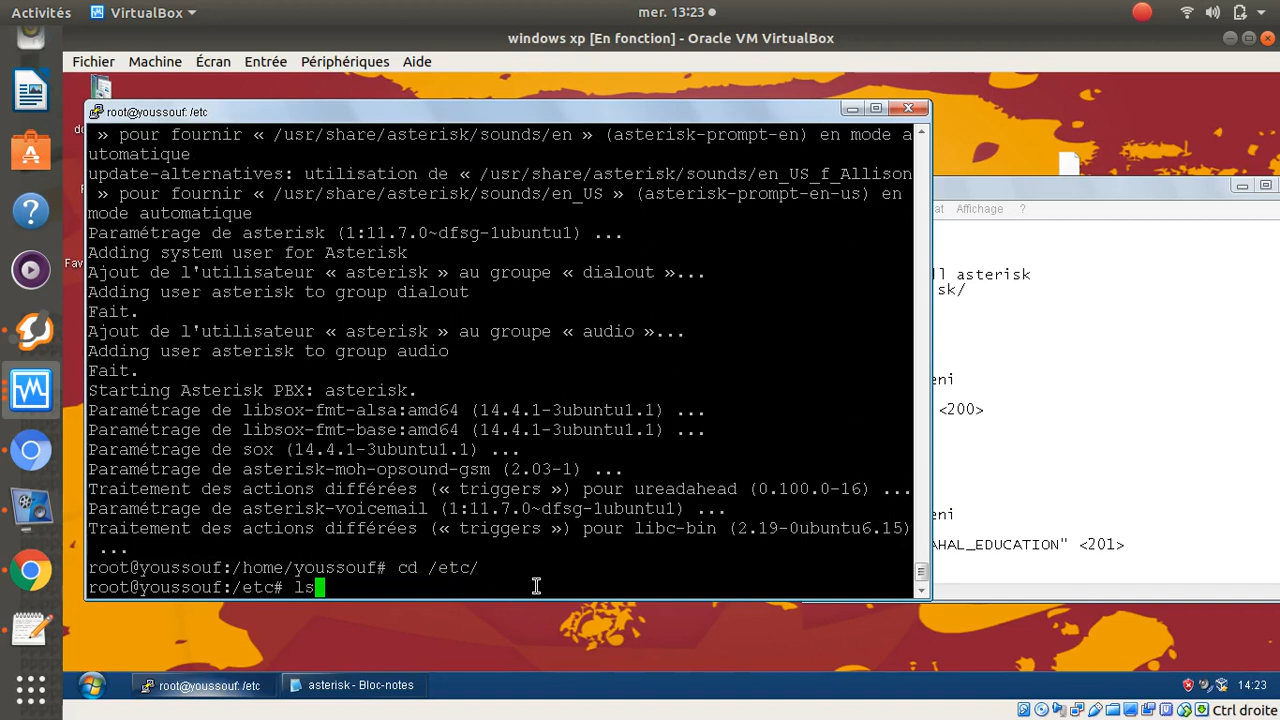 Activités VirtualBox mer. 13:23
windows xp [En fonction] - Oracle VM VirtualBox
Fichier Machine Écran Entrée Périphériques Aide
root@youssouf: /etc
» pour fournir « /usr/share/asterisk/sounds/en » (asterisk-prompt-en) en mode a
utomatique
update-alternatives: utilisation de « /usr/share/asterisk/sounds/en_US_f_Allison
» pour fournir « /usr/share/asterisk/sounds/en_US » (asterisk-prompt-en-us) en
mode automatique
Paramétrage de asterisk (1:11.7.0~dfsg-1ubuntu1) ...
Adding system user for Asterisk
Ajout de l'utilisateur « asterisk » au groupe « dialout »...
Adding user asterisk to group dialout
Fait.
Ajout de l'utilisateur « asterisk » au groupe « audio »...
Adding user asterisk to group audio
Fait.
Starting Asterisk PBX: asterisk.
Paramétrage de libsox-fmt-alsa:amd64 (14.4.1-3ubuntu1.1) ...
Paramétrage de libsox-fmt-base:amd64 (14.4.1-3ubuntu1.1) ...
Paramétrage de sox (14.4.1-3ubuntu1.1) ...
Paramétrage de asterisk-moh-opsound-gsm (2.03-1) ...
Traitement des actions différées (« triggers ») pour ureadahead (0.100.0-16) ...
Paramétrage de asterisk-voicemail (1:11.7.0~dfsg-1ubuntu1) ...
Traitement des actions différées (« triggers ») pour libc-bin (2.19-0ubuntu6.15)
...
root@youssouf:/home/youssouf# cd /etc/
root@youssouf:/etc# ls
at Affichage ?
ll asterisk
sk/
eni
<200>
eni
AHAL_EDUCATION" <201>
root@youssouf: /etc
asterisk - Bloc-notes
14:23
Ctrl droite